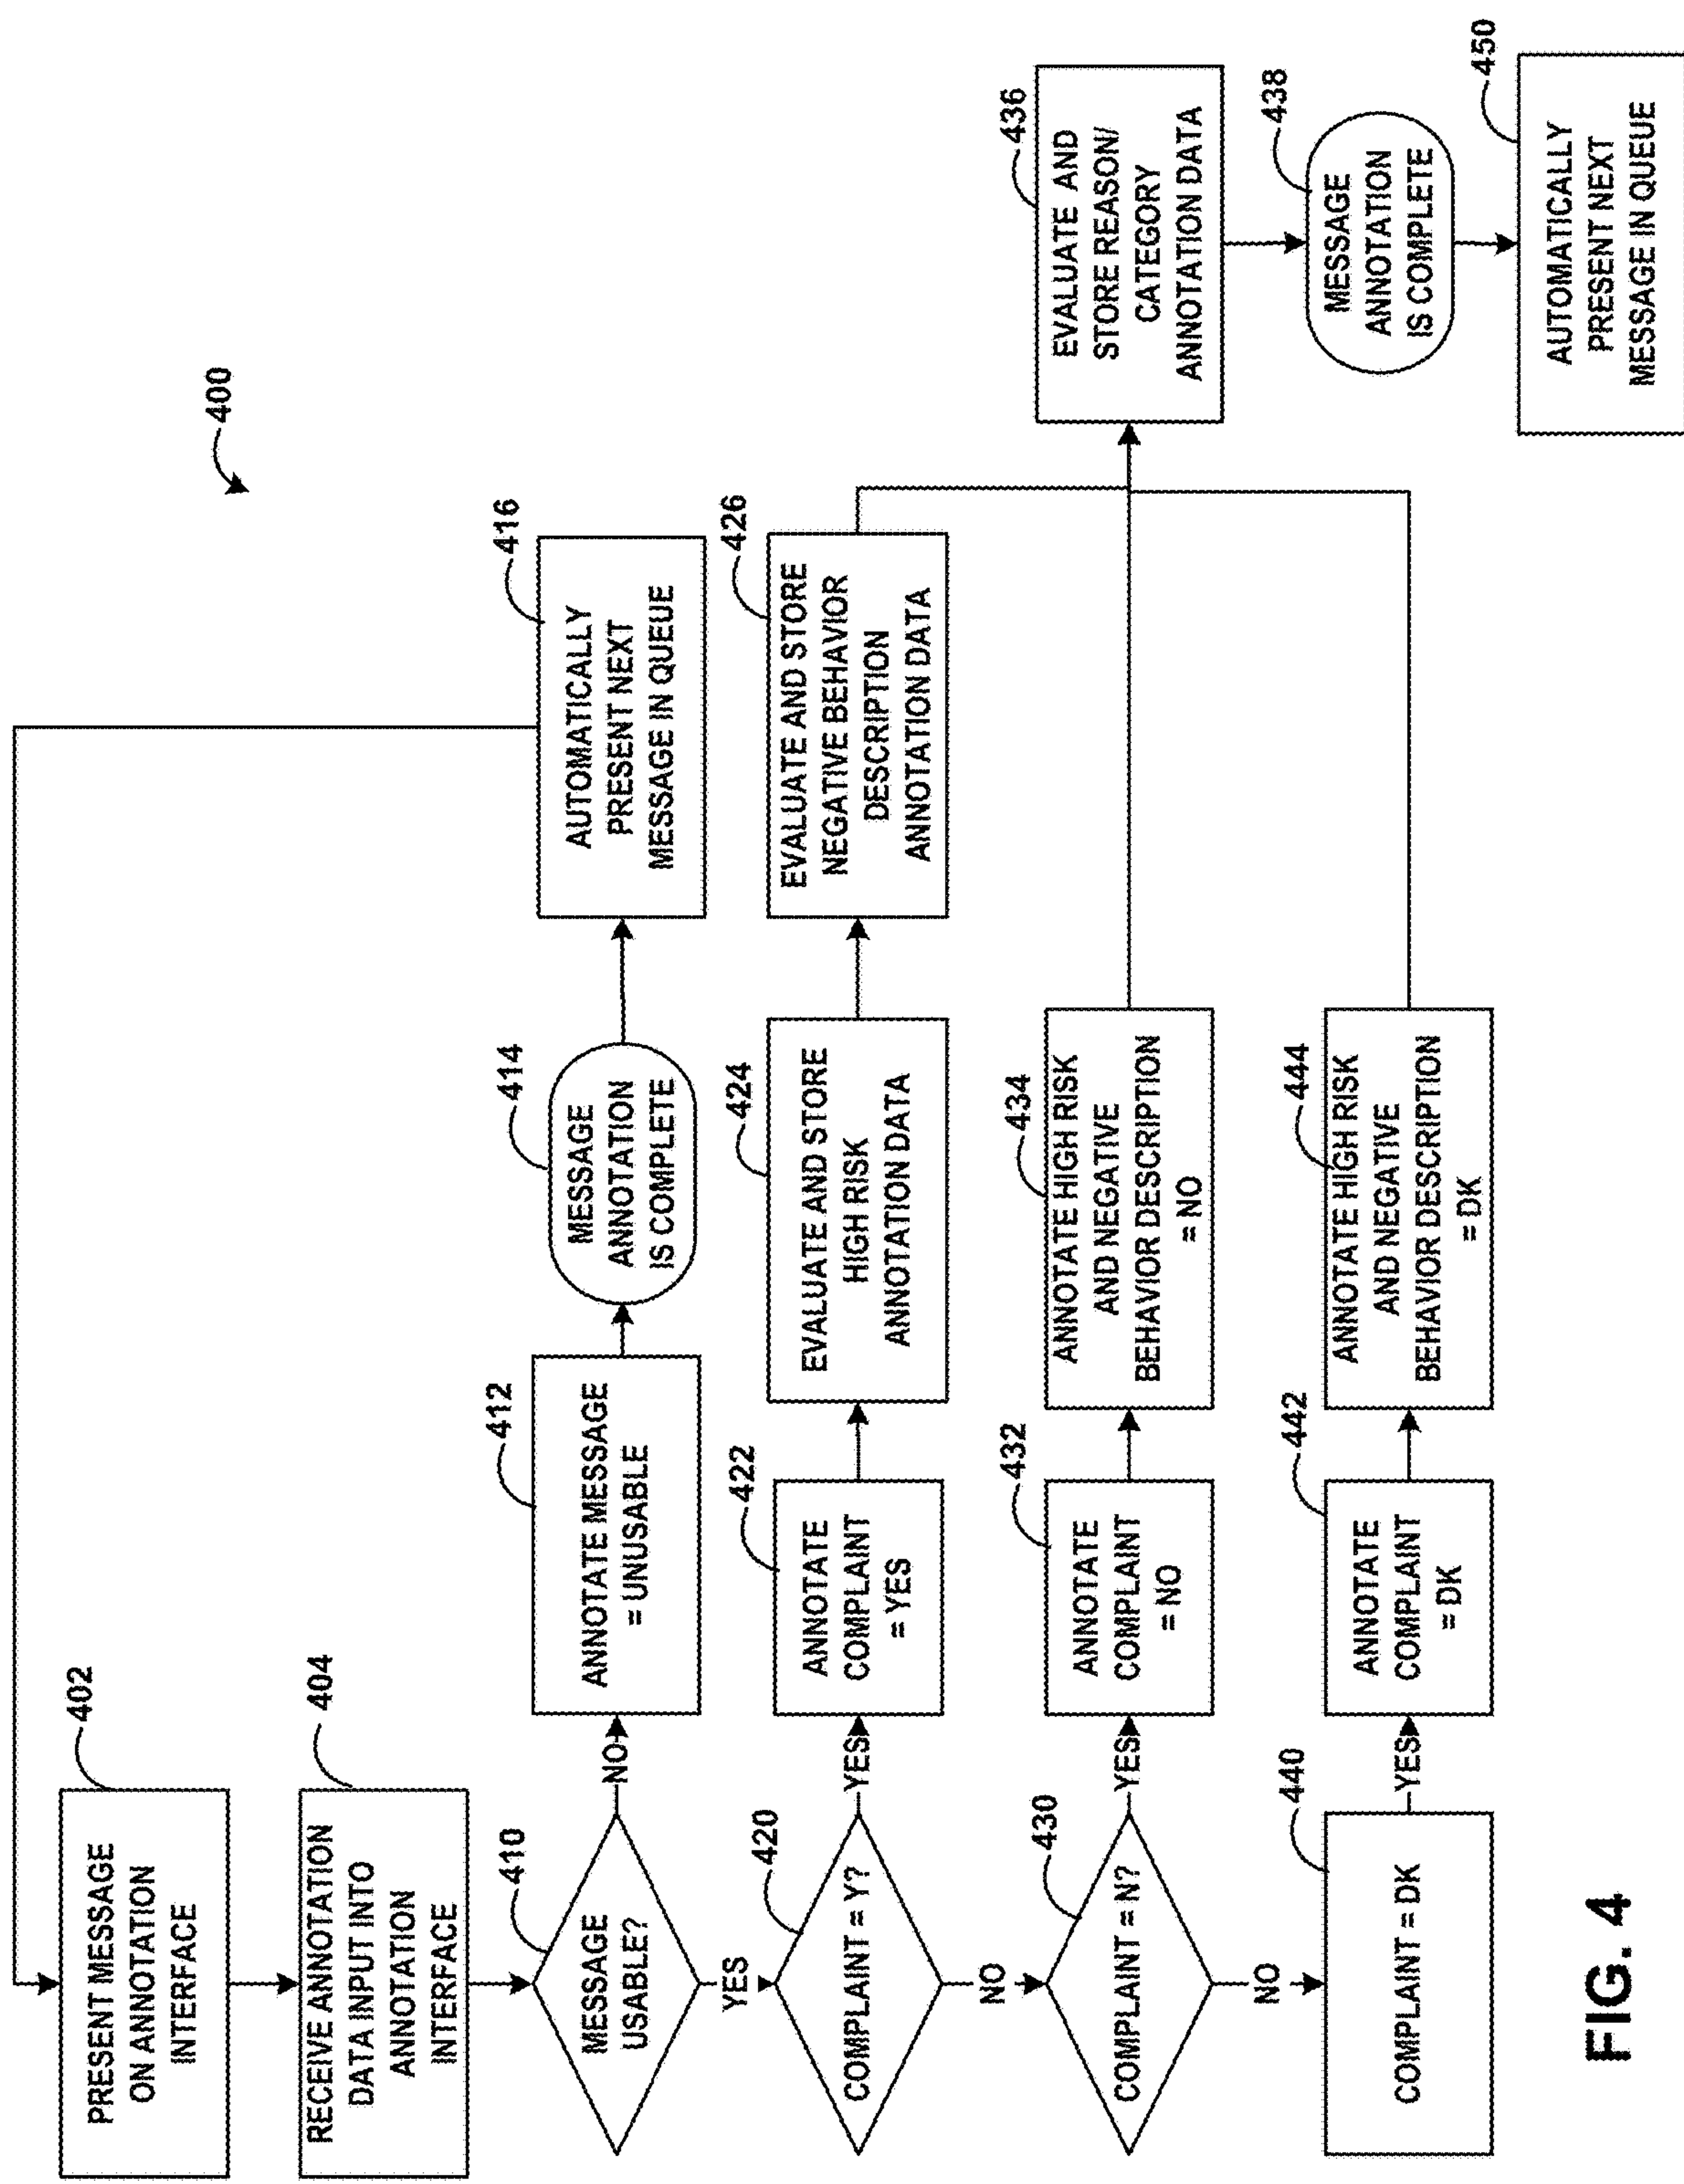 400
402
PRESENT MESSAGE
ON ANNOTATION
INTERFACE
404
RECEIVE ANNOTATION
DATA INPUT INTO
ANNOTATION
INTERFACE
410
MESSAGE
USABLE?
NO
412
ANNOTATE MESSAGE
= UNUSABLE
414
MESSAGE
ANNOTATION
IS COMPLETE
416
AUTOMATICALLY
PRESENT NEXT
MESSAGE IN QUEUE
YES
420
COMPLAINT = Y?
YES
422
ANNOTATE
COMPLAINT
= YES
424
EVALUATE AND STORE
HIGH RISK
ANNOTATION DATA
426
EVALUATE AND STORE
NEGATIVE BEHAVIOR
DESCRIPTION
ANNOTATION DATA
NO
430
COMPLAINT = N?
YES
432
ANNOTATE
COMPLAINT
= NO
434
ANNOTATE HIGH RISK
AND NEGATIVE
BEHAVIOR DESCRIPTION
= NO
436
EVALUATE AND
STORE REASON/
CATEGORY
ANNOTATION DATA
438
MESSAGE
ANNOTATION
IS COMPLETE
450
AUTOMATICALLY
PRESENT NEXT
MESSAGE IN QUEUE
NO
440
COMPLAINT = DK
YES
442
ANNOTATE
COMPLAINT
= DK
444
ANNOTATE HIGH RISK
AND NEGATIVE
BEHAVIOR DESCRIPTION
= DK
FIG. 4